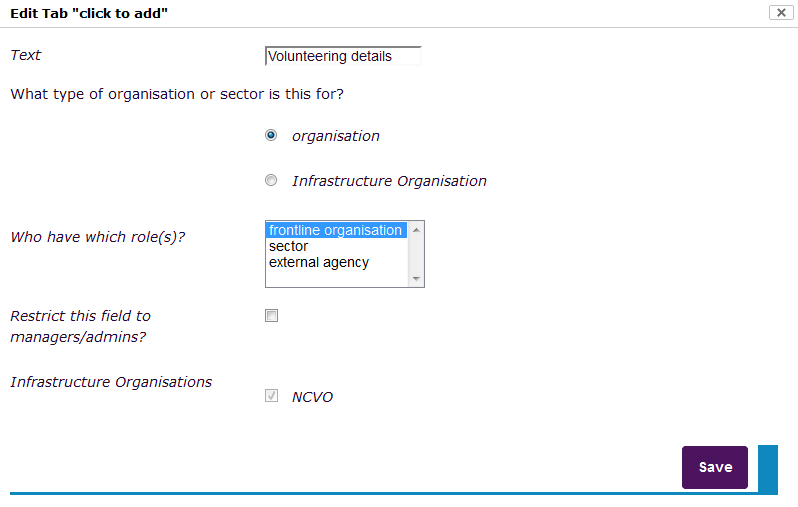 Edit Tab "click to add"
Text
Volunteering details
What type of organisation or sector is this for?
organisation
Infrastructure Organisation
Who have which role(s)?
frontline organisation
sector
external agency
Restrict this field to
managers/admins?
Infrastructure Organisations
NCVO
Save